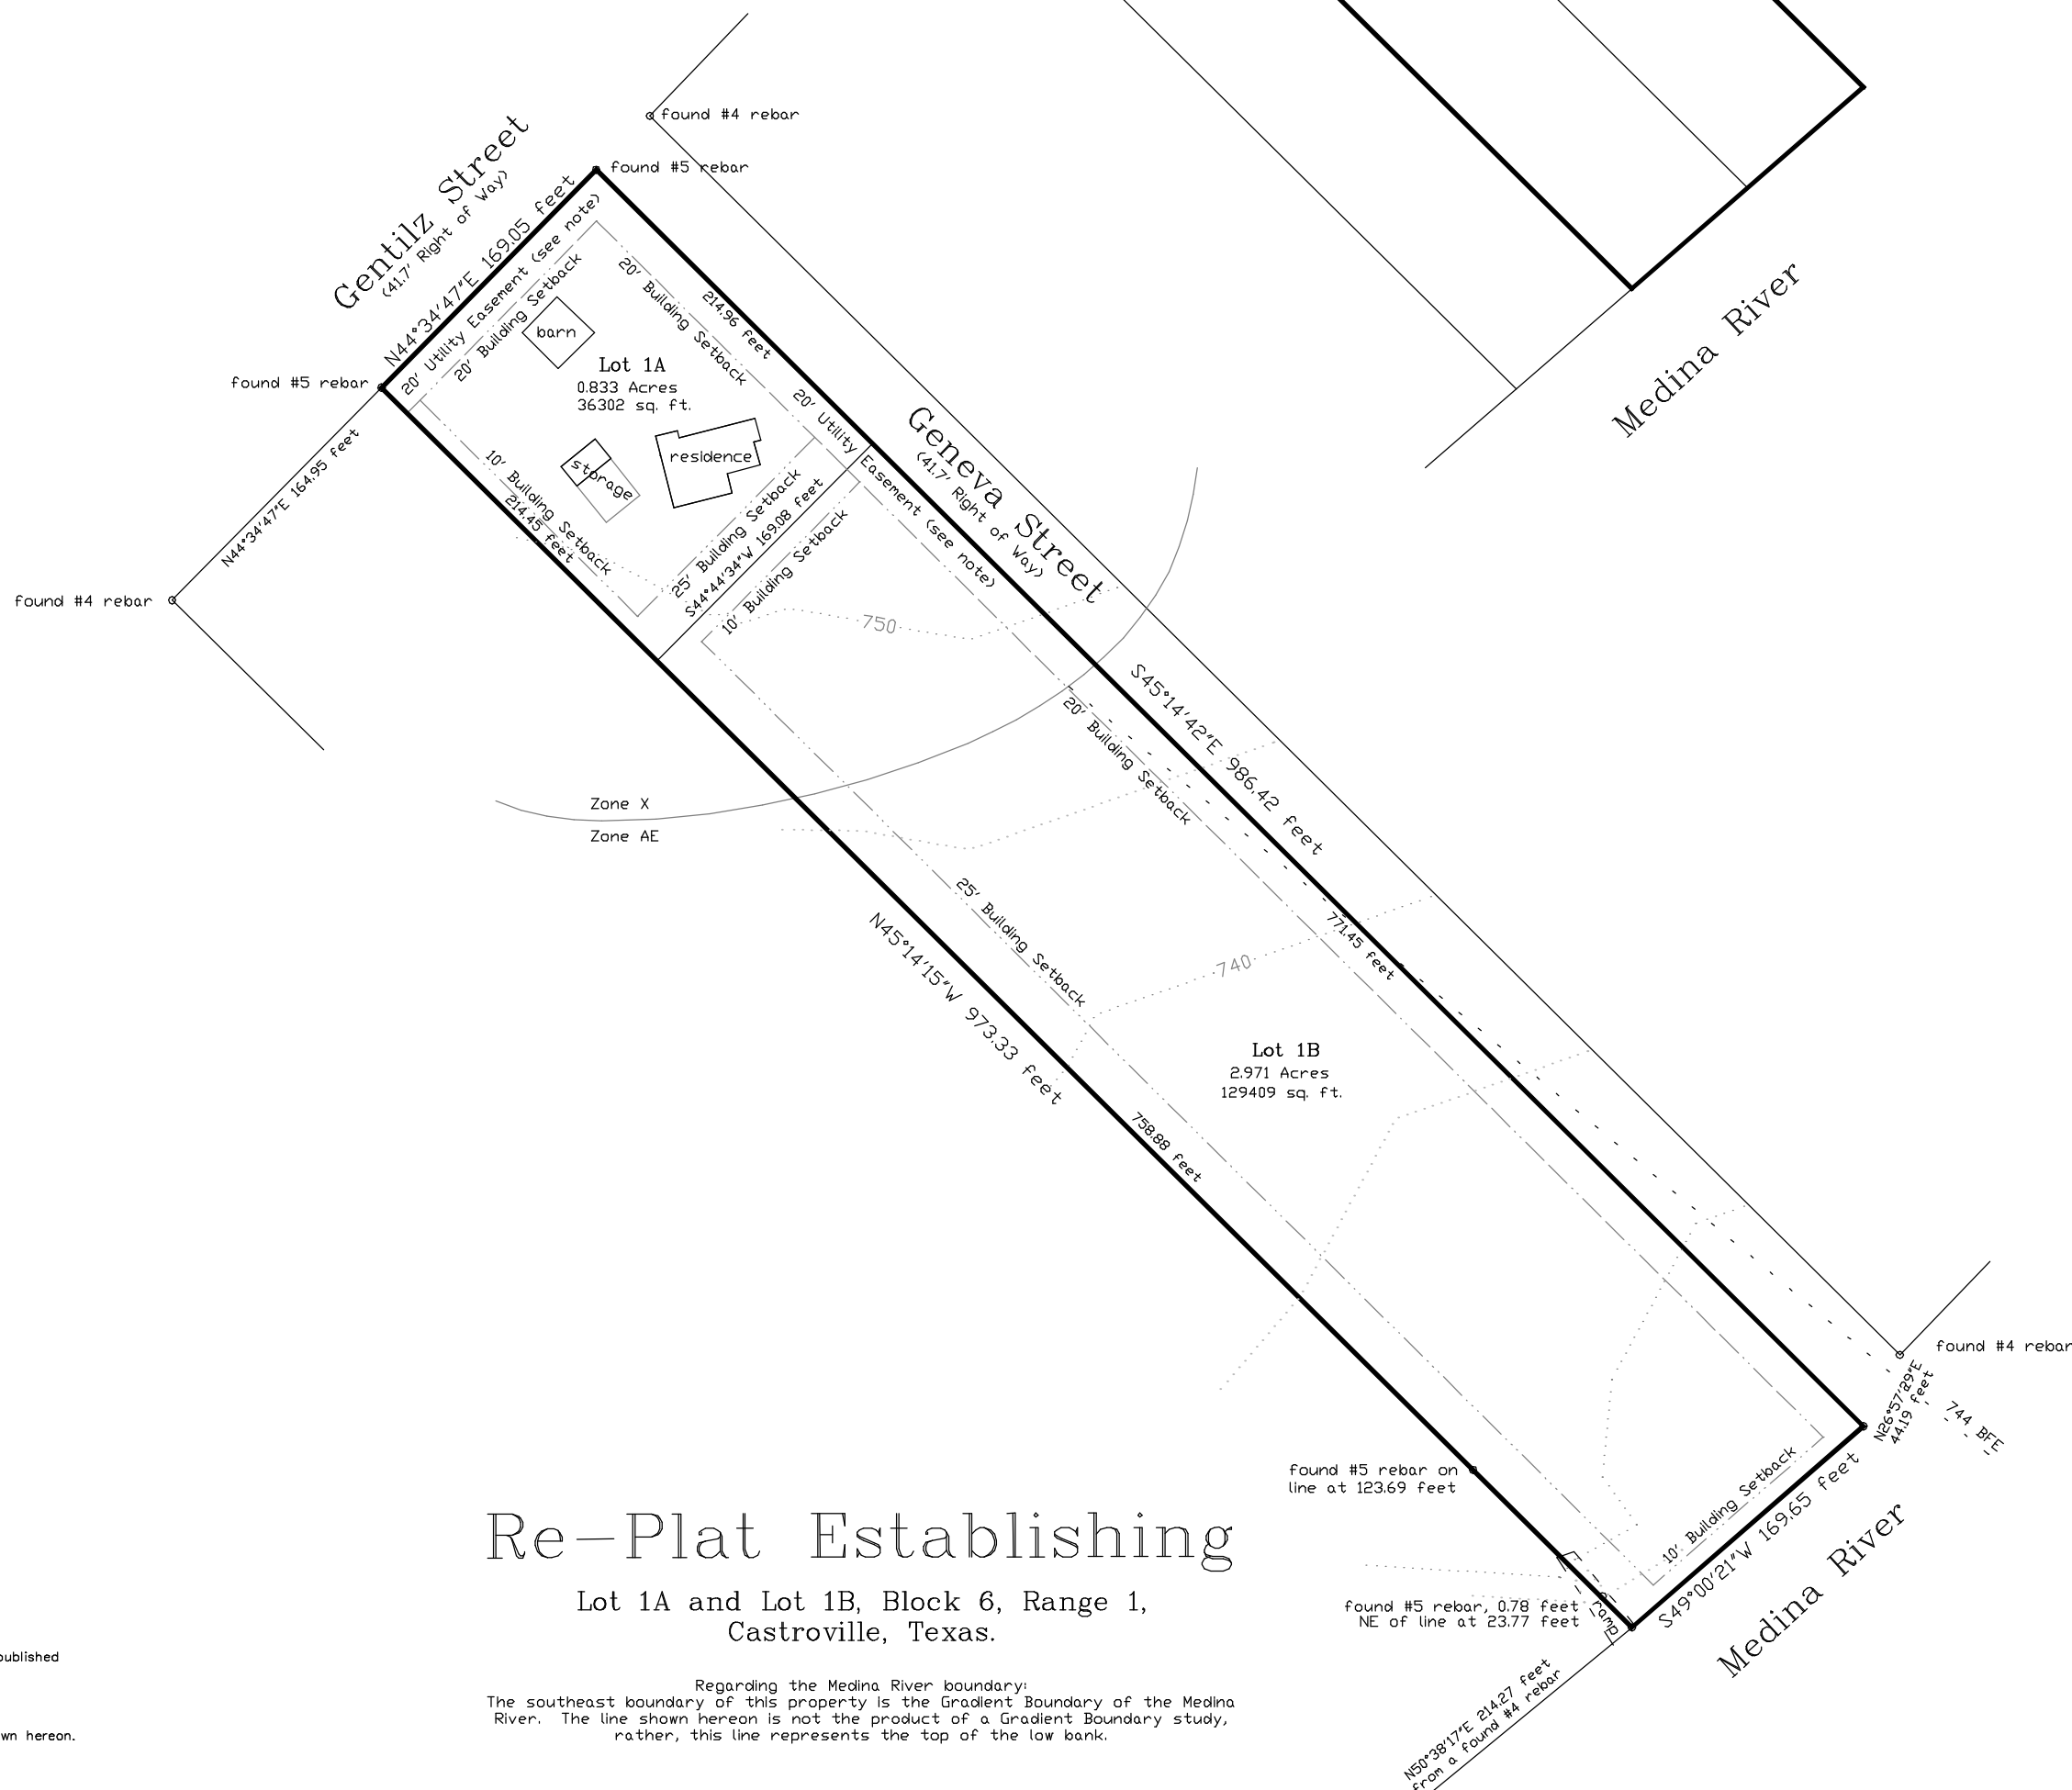 found #4 rebar
found #5 rebar
Gentilz Street
(41.7' Right of Way)
N44°34'47"E 169.05 feet
20' Utility Easement (see note)
20' Building Setback
barn
20' Building Setback
214.96 feet
Lot 1A
0.833 Acres
36302 sq. ft.
found #5 rebar
N44°34'47"E 164.95 feet
found #4 rebar
10' Building Setback
214.45 feet
storage
residence
25' Building Setback
S44°44'34"W 169.08 feet
10' Building Setback
20' Utility Easement (see note)
Geneva Street
(41.7' Right of Way)
Medina River
750
S45°14'42"E 986.42 feet
20' Building Setback
Zone X
Zone AE
25' Building Setback
N45°14'15"W 973.33 feet
771.45 feet
740
Lot 1B
2.971 Acres
129409 sq. ft.
758.88 feet
found #4 rebar
N26°57'29"E
44.19 feet
744 BFE
10' Building Setback
S49°00'21"W 169.65 feet
Medina River
found #5 rebar on
line at 123.69 feet
found #5 rebar, 0.78 feet
NE of line at 23.77 feet
ramp
N50°38'17"E 214.27 feet
from a found #4 rebar
Re-Plat Establishing
Lot 1A and Lot 1B, Block 6, Range 1,
Castroville, Texas.
Regarding the Medina River boundary:
The southeast boundary of this property is the Gradient Boundary of the Medina
River. The line shown hereon is not the product of a Gradient Boundary study,
rather, this line represents the top of the low bank.
ublished
wn hereon.